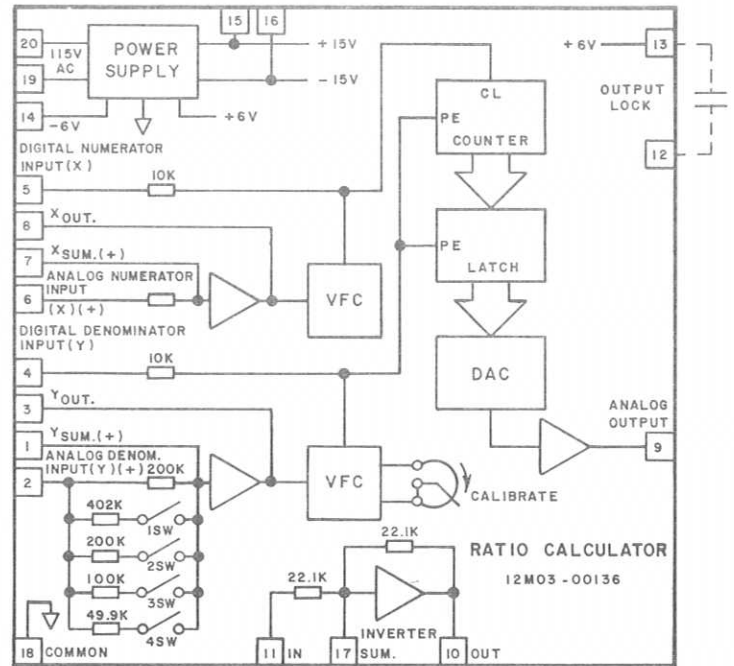 15 16
20 115V AC POWER SUPPLY +15V
19 -15V
14 -6V +6V
+6V 13
OUTPUT LOCK
12
CL
PE
COUNTER
DIGITAL NUMERATOR
INPUT(X)
5 10K
8 X OUT.
7 X SUM.(+)
ANALOG NUMERATOR
6 INPUT
(X)(+)
VFC
PE
LATCH
DIGITAL DENOMINATOR
INPUT(Y)
4 10K
3 Y OUT.
1 Y SUM.(+)
ANALOG DENOM.
2 INPUT(Y)(+) 200K
VFC
CALIBRATE
DAC
ANALOG
OUTPUT
9
402K 1SW
200K 2SW
100K 3SW
49.9K 4SW
18 COMMON
22.1K
22.1K
INVERTER
11 IN 17 SUM. 10 OUT
RATIO CALCULATOR
12M03-00136